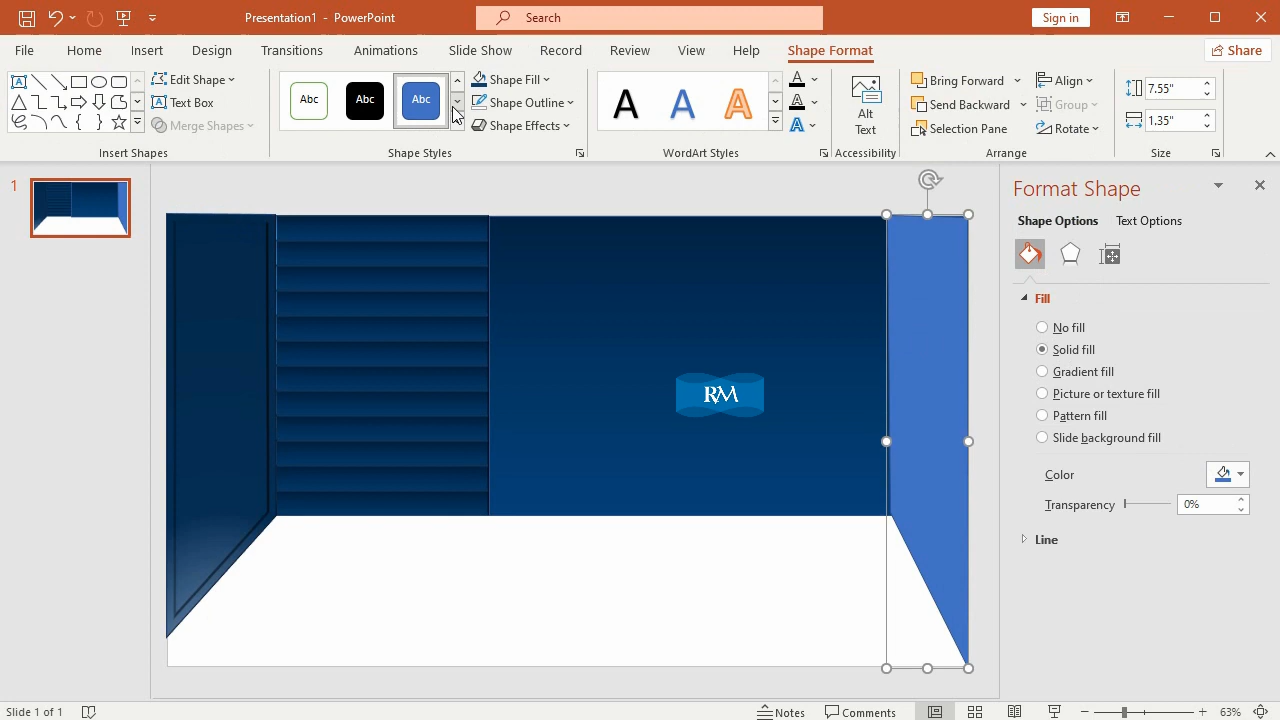 Presentation1 - PowerPoint
Search
Sign in
File Home Insert Design Transitions Animations Slide Show Record Review View Help Shape Format
Share
Edit Shape
Text Box
Merge Shapes
Insert Shapes
Abc Abc Abc
Shape Fill
Shape Outline
Shape Effects
Shape Styles
A A A
A
A
A
WordArt Styles
Alt
Text
Accessibility
Bring Forward
Send Backward
Selection Pane
Align
Group
Rotate
Arrange
7.55"
1.35"
Size
1
RM
Format Shape
Shape Options Text Options
Fill
No fill
Solid fill
Gradient fill
Picture or texture fill
Pattern fill
Slide background fill
Color
Transparency 0%
Line
Slide 1 of 1
Notes Comments 63%